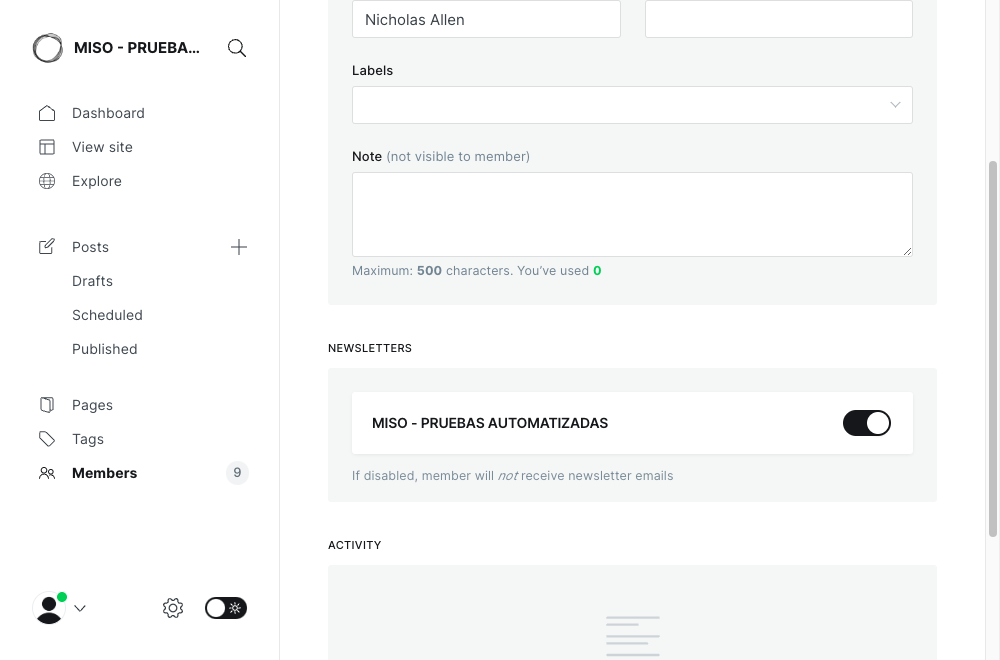 MISO - PRUEBA...
Dashboard
View site
Explore
Posts
Drafts
Scheduled
Published
Pages
Tags
Members 9
Nicholas Allen
Labels
Note (not visible to member)
Maximum: 500 characters. You've used 0
NEWSLETTERS
MISO - PRUEBAS AUTOMATIZADAS
If disabled, member will not receive newsletter emails
ACTIVITY